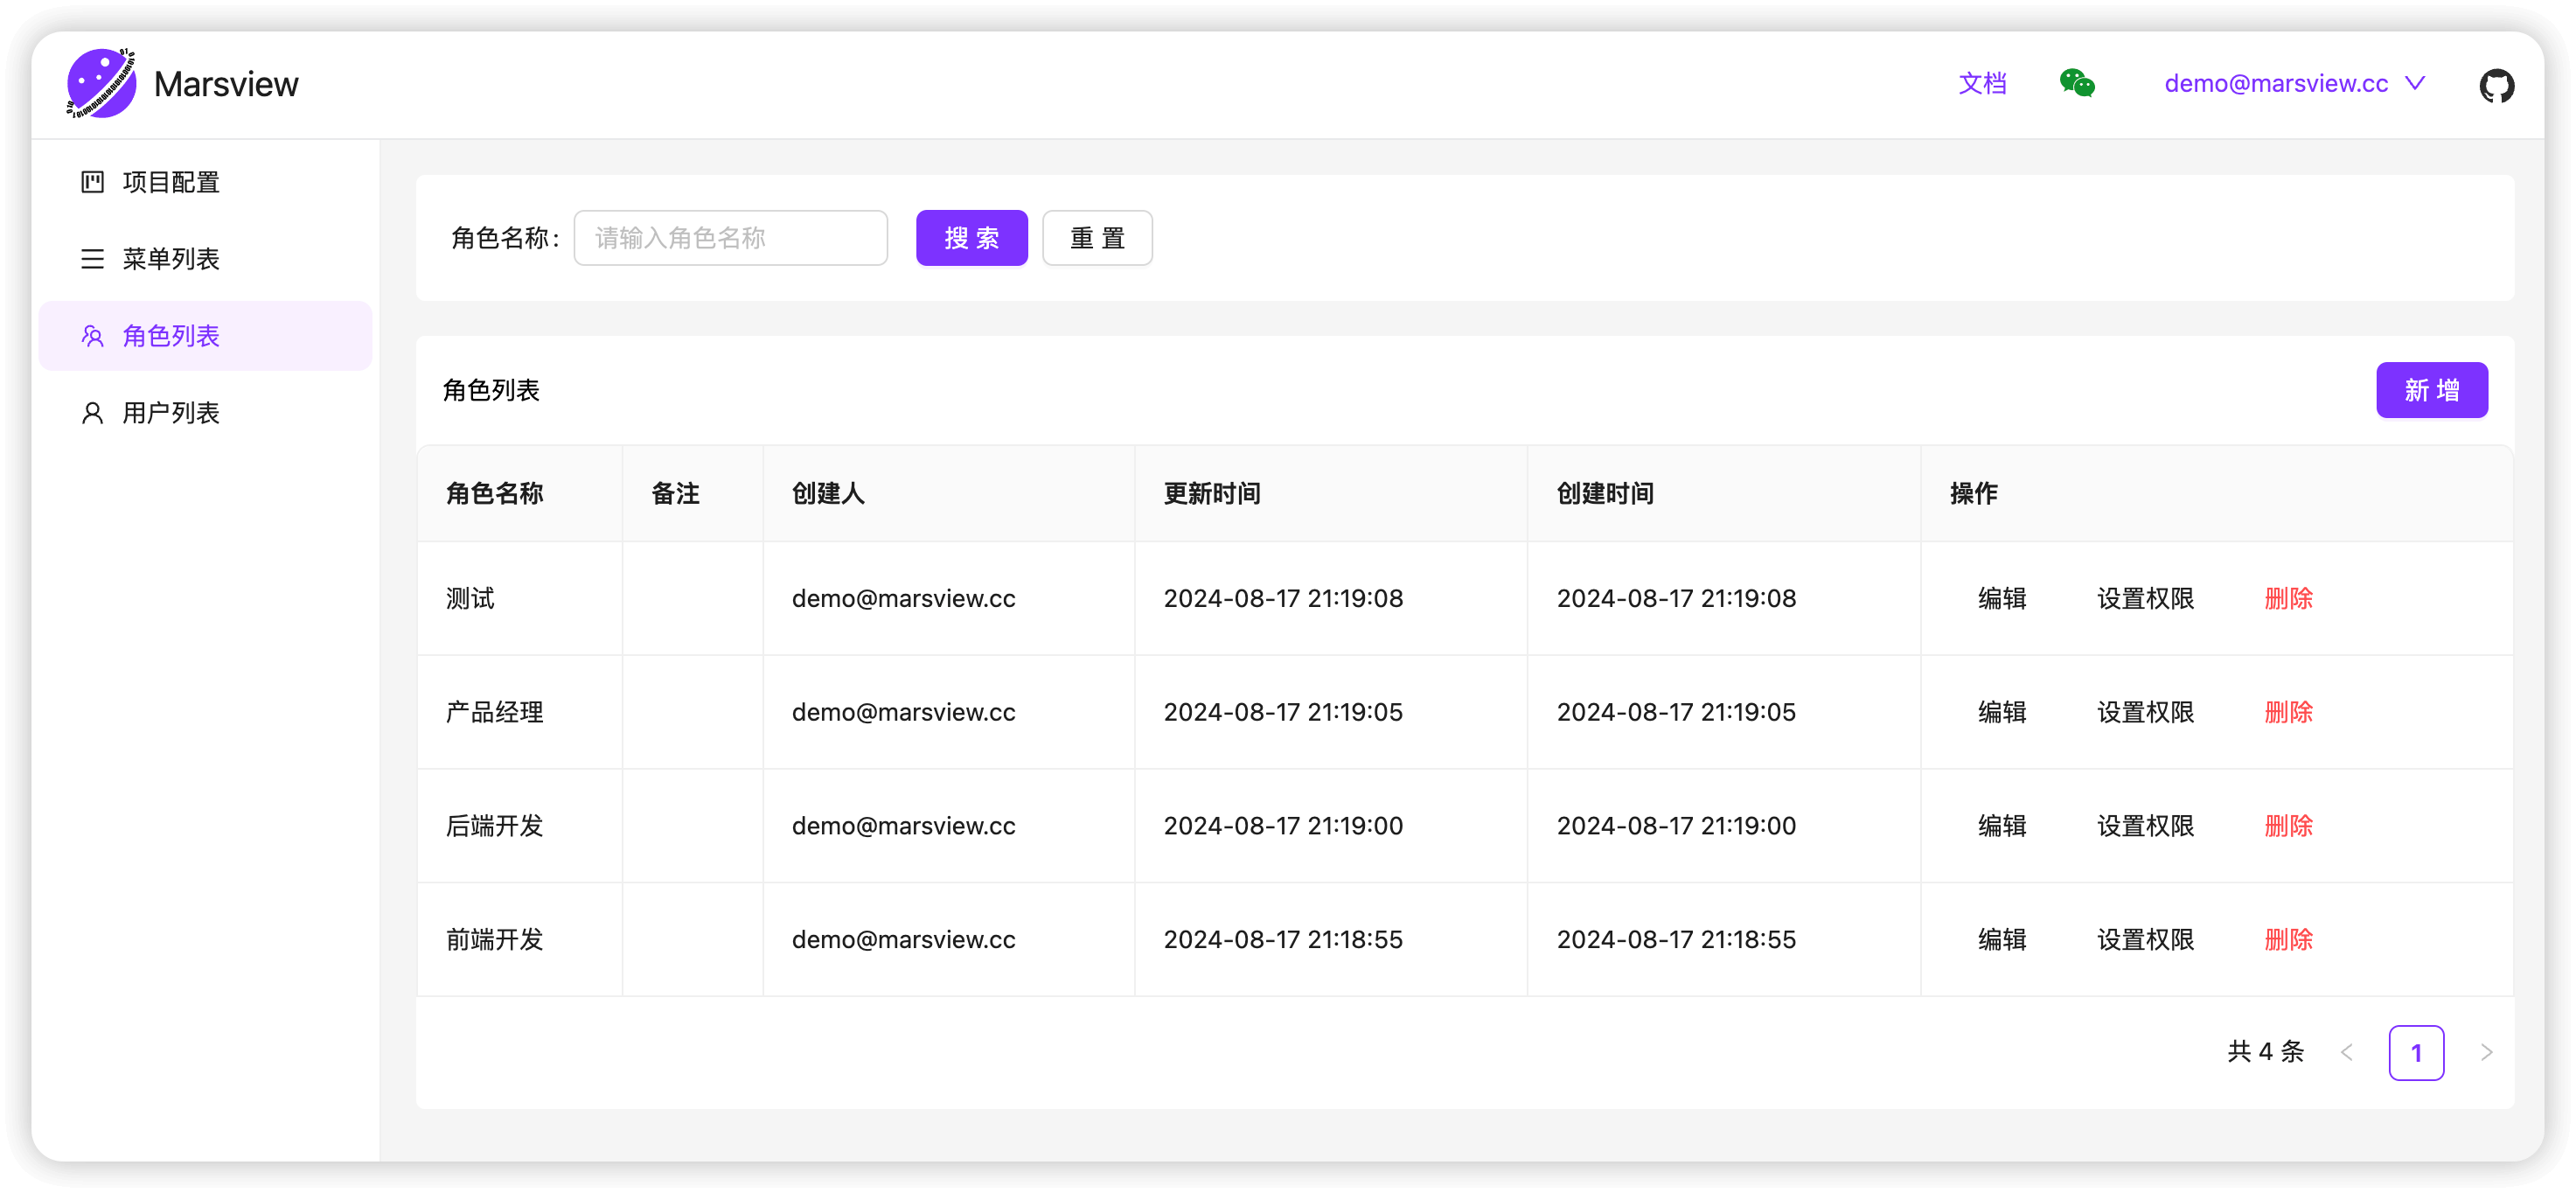 Marsview
文档
demo@marsview.cc
项目配置
菜单列表
角色列表
用户列表
角色名称:
请输入角色名称
搜 索
重 置
角色列表
新 增
角色名称 备注 创建人 更新时间 创建时间 操作
测试 demo@marsview.cc 2024-08-17 21:19:08 2024-08-17 21:19:08 编辑 设置权限 删除
产品经理 demo@marsview.cc 2024-08-17 21:19:05 2024-08-17 21:19:05 编辑 设置权限 删除
后端开发 demo@marsview.cc 2024-08-17 21:19:00 2024-08-17 21:19:00 编辑 设置权限 删除
前端开发 demo@marsview.cc 2024-08-17 21:18:55 2024-08-17 21:18:55 编辑 设置权限 删除
共 4 条 1